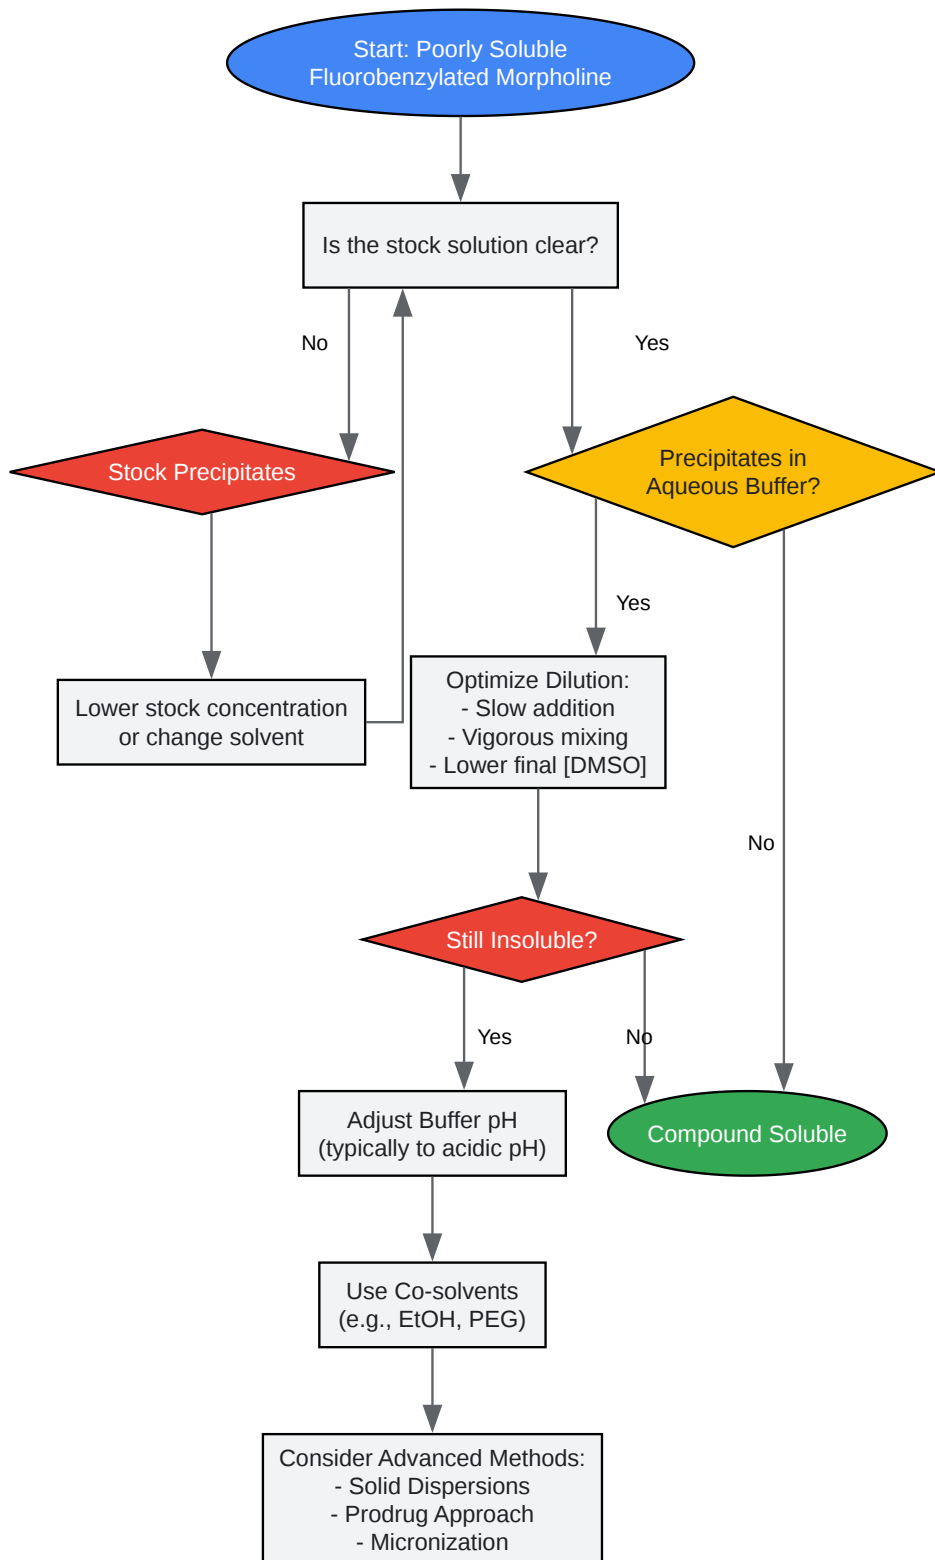 Start: Poorly Soluble
Fluorobenzylated Morpholine
Is the stock solution clear?
No
Yes
Stock Precipitates
Precipitates in
Aqueous Buffer?
Yes
Lower stock concentration
or change solvent
Optimize Dilution:
- Slow addition
- Vigorous mixing
- Lower final [DMSO]
No
Still Insoluble?
Yes
No
Adjust Buffer pH
(typically to acidic pH)
Compound Soluble
Use Co-solvents
(e.g., EtOH, PEG)
Consider Advanced Methods:
- Solid Dispersions
- Prodrug Approach
- Micronization